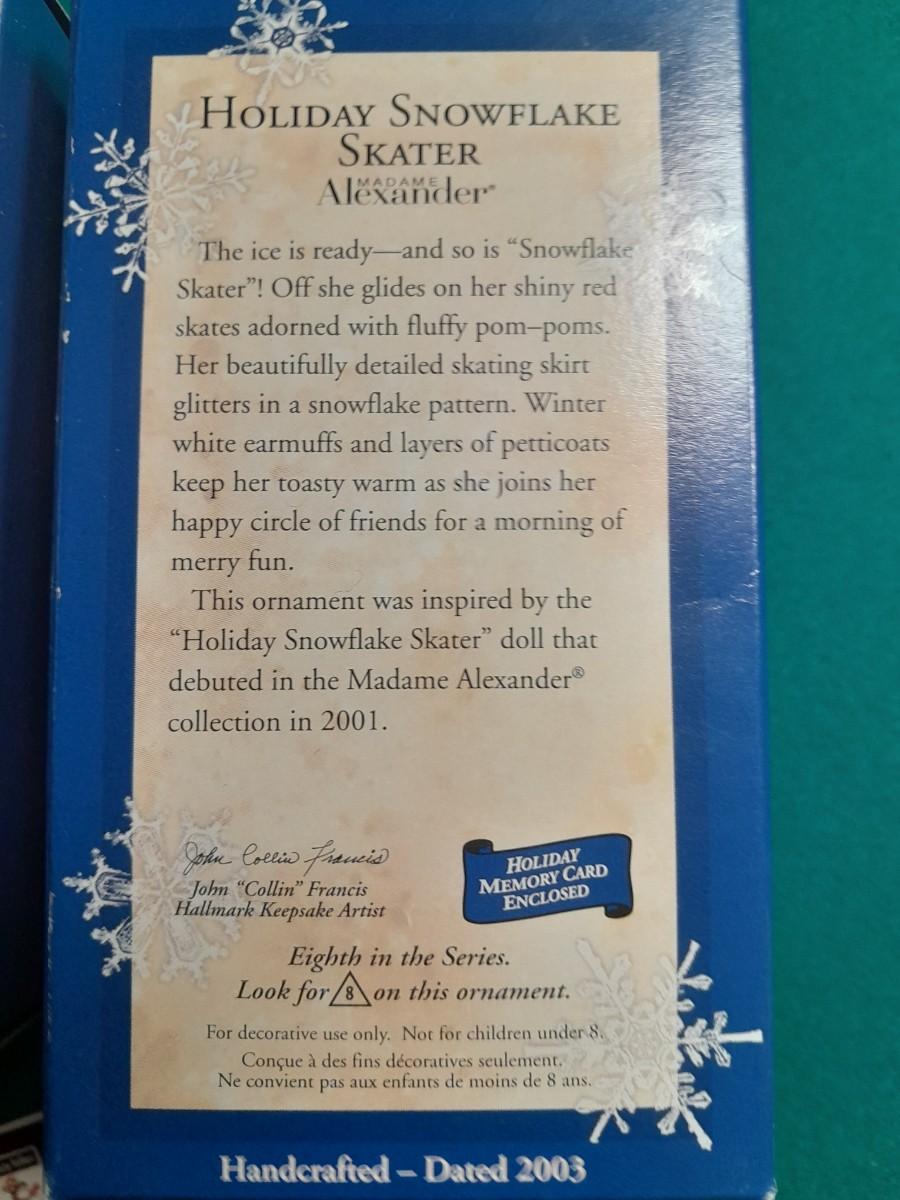 HOLIDAY SNOWFLAKE
SKATER
MADAME
Alexander®
The ice is ready—and so is “Snowflake
Skater”! Off she glides on her shiny red
skates adorned with fluffy pom–poms.
Her beautifully detailed skating skirt
glitters in a snowflake pattern. Winter
white earmuffs and layers of petticoats
keep her toasty warm as she joins her
happy circle of friends for a morning of
merry fun.
This ornament was inspired by the
“Holiday Snowflake Skater” doll that
debuted in the Madame Alexander®
collection in 2001.
John Collin Francis
John “Collin” Francis
Hallmark Keepsake Artist
HOLIDAY
MEMORY CARD
ENCLOSED
Eighth in the Series.
Look for 8 on this ornament.
For decorative use only. Not for children under 8.
Conçue à des fins décoratives seulement.
Ne convient pas aux enfants de moins de 8 ans.
Handcrafted – Dated 2003